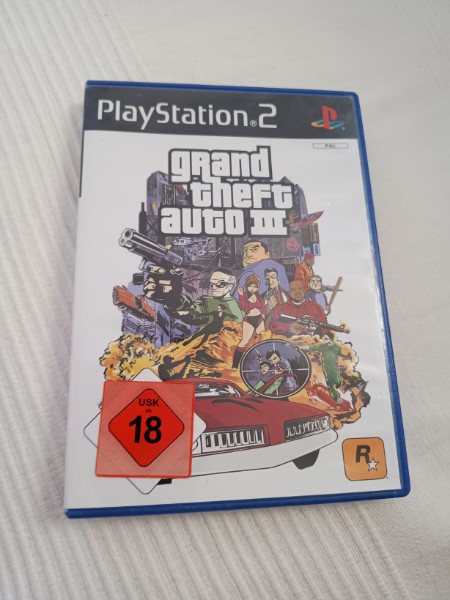 PlayStation®2
PAL
grand
theft
auto III
USK
ab
18
R